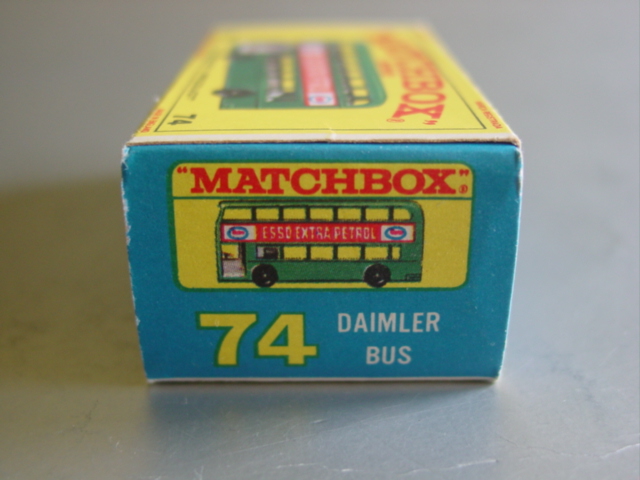 "MATCHBOX"
ESSO EXTRA PETROL
74
DAIMLER
BUS
74
MATCHBOX"